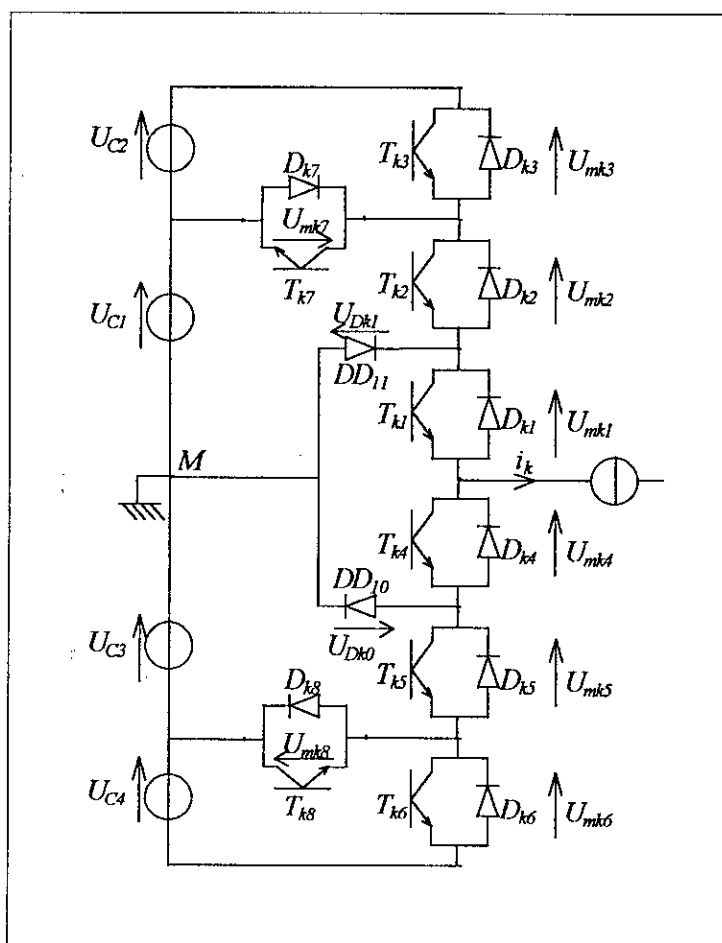 U_C2
D_k7
T_k3
D_k3
U_mk3
U_mk7
T_k7
T_k2
D_k2
U_mk2
U_C1
U_Dk1
DD_11
T_k1
D_k1
U_mk1
M
i_k
T_k4
D_k4
U_mk4
DD_10
U_Dk0
U_C3
T_k5
D_k5
U_mk5
D_k8
U_mk8
T_k8
U_C4
T_k6
D_k6
U_mk6